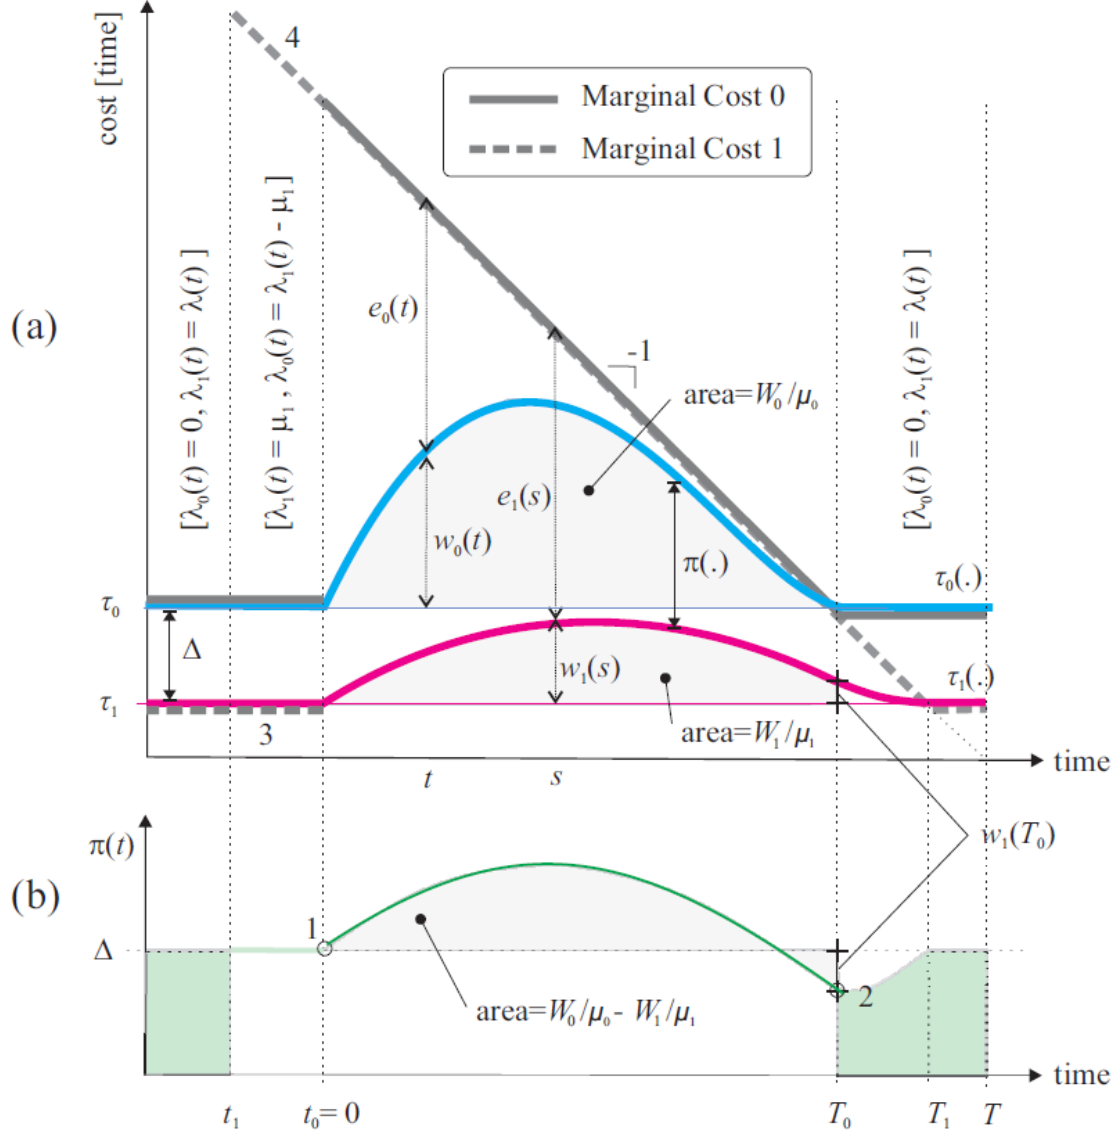 (a)
cost [time]
4
Marginal Cost 0
Marginal Cost 1
[λ₀(t) = 0, λ₁(t) = λ(t) ]
[λ₁(t) = μ₁ , λ₀(t) = λ₁(t) - μ₁]
[λ₀(t) = 0, λ₁(t) = λ(t) ]
e₀(t)
-1
area=W₀/μ₀
e₁(s)
w₀(t)
π(.)
τ₀(.)
τ₀
Δ
w₁(s)
τ₁(.)
τ₁
3
area=W₁/μ₁
t
s
time
π(t)
w₁(T₀)
(b)
1
Δ
2
area=W₀/μ₀- W₁/μ₁
time
t₁
t₀= 0
T₀
T₁
T